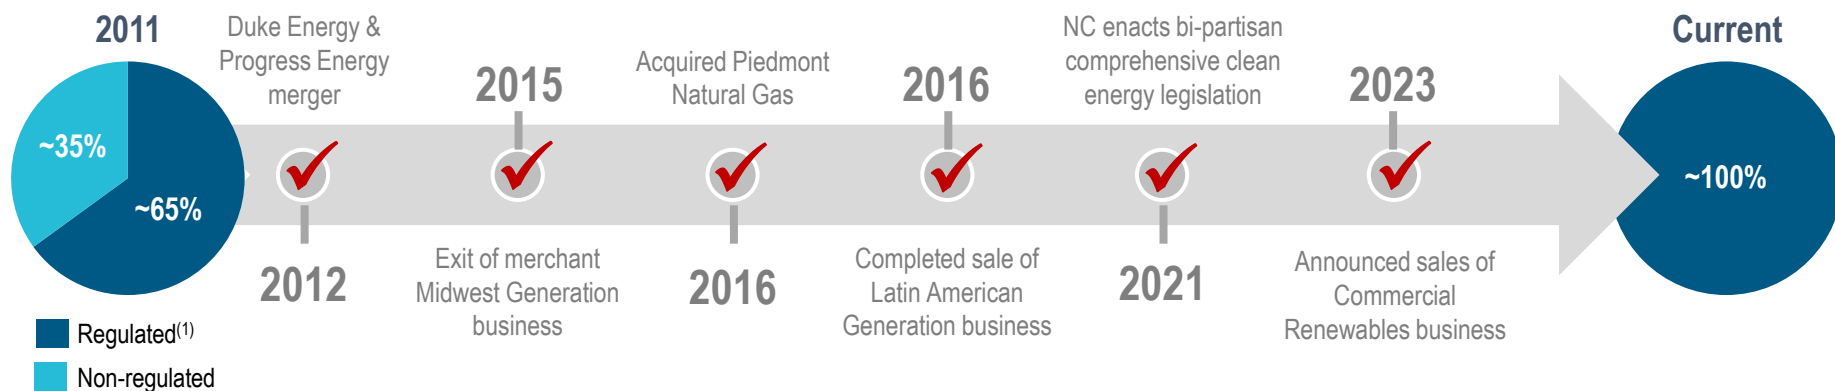 2011
~35%
~65%
Regulated(1)
Non-regulated
Duke Energy &
Progress Energy
merger
2012
2015
Exit of merchant
Midwest Generation
business
Acquired Piedmont
Natural Gas
2016
2016
Completed sale of
Latin American
Generation business
NC enacts bi-partisan
comprehensive clean
energy legislation
2021
2023
Announced sales of
Commercial
Renewables business
Current
~100%